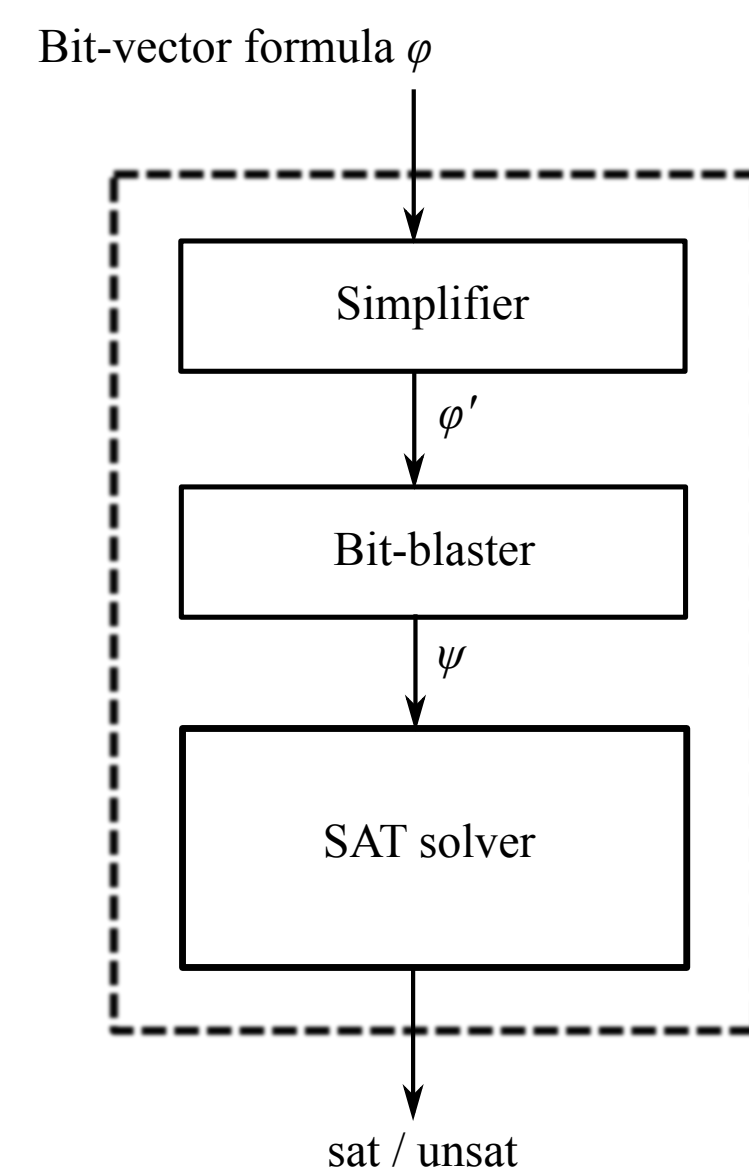 Bit-vector formula φ
Simplifier
φ′
Bit-blaster
ψ
SAT solver
sat / unsat